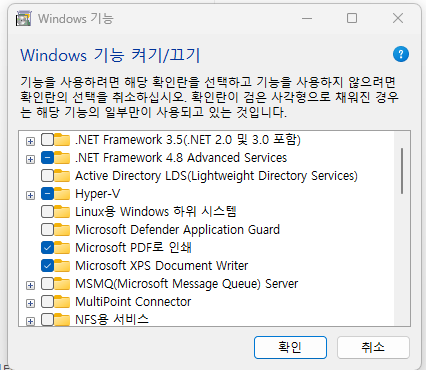 Windows 기능
Windows 기능 켜기/끄기
기능을 사용하려면 해당 확인란을 선택하고 기능을 사용하지 않으려면
확인란의 선택을 취소하십시오. 확인란이 검은 사각형으로 채워진 경우
는 해당 기능의 일부만이 사용되고 있는 것입니다.
.NET Framework 3.5(.NET 2.0 및 3.0 포함)
.NET Framework 4.8 Advanced Services
Active Directory LDS(Lightweight Directory Services)
Hyper-V
Linux용 Windows 하위 시스템
Microsoft Defender Application Guard
Microsoft PDF로 인쇄
Microsoft XPS Document Writer
MSMQ(Microsoft Message Queue) Server
MultiPoint Connector
NFS용 서비스
확인
취소